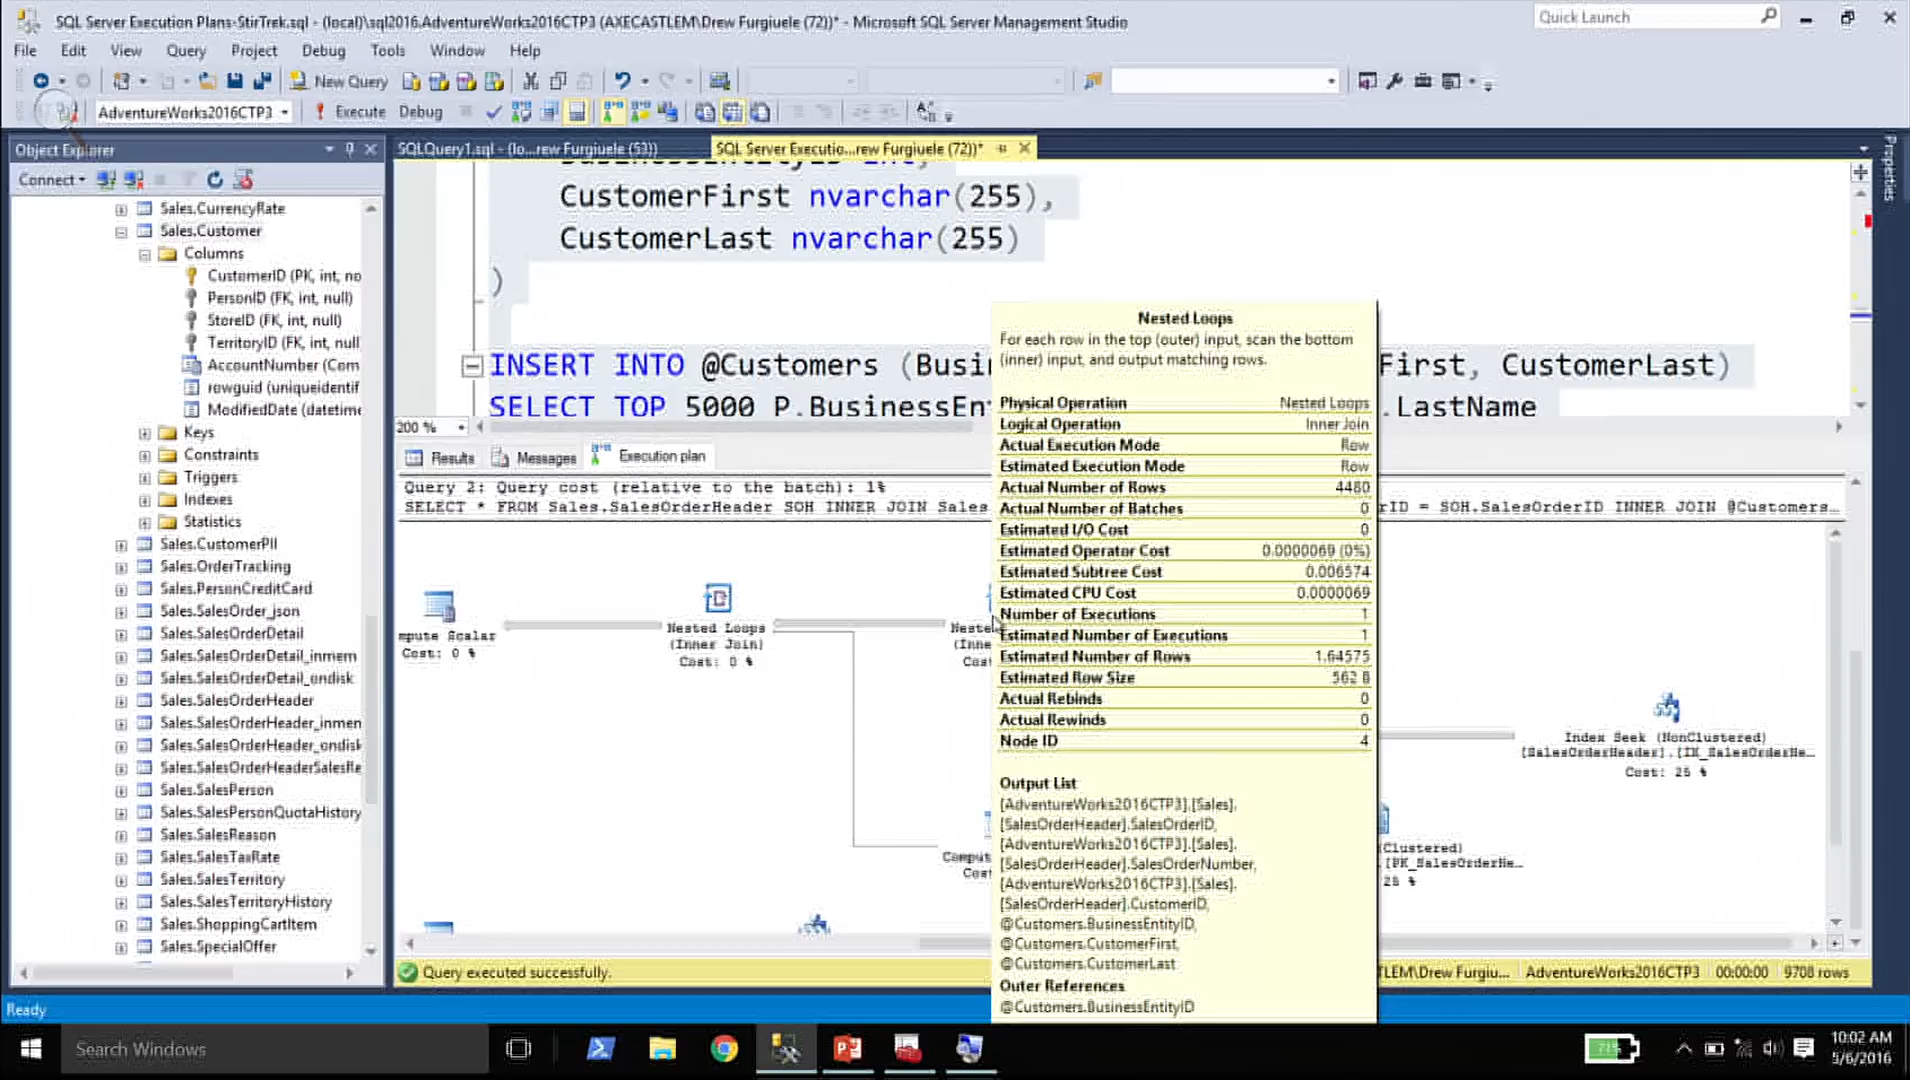 SQL Server Execution Plans-StirTrek.sql - (local)\sql2016.AdventureWorks2016CTP3 (AXECASTLEM\Drew Furgiuele (72))* - Microsoft SQL Server Management Studio
Quick Launch
File Edit View Query Project Debug Tools Window Help
New Query
AdventureWorks2016CTP3
Execute Debug
Object Explorer
SQLQuery1.sql - (lo...rew Furgiuele (53))
SQL Server Executio...rew Furgiuele (72))*
Properties
Connect
Sales.CurrencyRate
Sales.Customer
Columns
CustomerID (PK, int, no
PersonID (FK, int, null)
StoreID (FK, int, null)
TerritoryID (FK, int, null
AccountNumber (Com
rowguid (uniqueidentif
ModifiedDate (datetime
Keys
Constraints
Triggers
Indexes
Statistics
Sales.CustomerPII
Sales.OrderTracking
Sales.PersonCreditCard
Sales.SalesOrder_json
Sales.SalesOrderDetail
Sales.SalesOrderDetail_inmem
Sales.SalesOrderDetail_ondisk
Sales.SalesOrderHeader
Sales.SalesOrderHeader_inmen
Sales.SalesOrderHeader_ondisk
Sales.SalesOrderHeaderSalesRe
Sales.SalesPerson
Sales.SalesPersonQuotaHistory
Sales.SalesReason
Sales.SalesTaxRate
Sales.SalesTerritory
Sales.SalesTerritoryHistory
Sales.ShoppingCartItem
Sales.SpecialOffer
CustomerFirst nvarchar(255),
CustomerLast nvarchar(255)
)
INSERT INTO @Customers (Busi First, CustomerLast)
SELECT TOP 5000 P.BusinessEn .LastName
200 %
Results Messages Execution plan
Query 2: Query cost (relative to the batch): 1%
SELECT * FROM Sales.SalesOrderHeader SOH INNER JOIN Sales rID = SOH.SalesOrderID INNER JOIN @Customers...
mpute Scalar
Cost: 0 %
Nested Loops
(Inner Join)
Cost: 0 %
Neste
(Inne
Cos
Comput
Cos
Index Seek (NonClustered)
[SalesOrderHeader].[IX_SalesOrderHe...
Cost: 25 %
(Clustered)
.[PK_SalesOrderHe...
25 %
Nested Loops
For each row in the top (outer) input, scan the bottom
(inner) input, and output matching rows.
Physical Operation Nested Loops
Logical Operation Inner Join
Actual Execution Mode Row
Estimated Execution Mode Row
Actual Number of Rows 4480
Actual Number of Batches 0
Estimated I/O Cost 0
Estimated Operator Cost 0.0000069 (0%)
Estimated Subtree Cost 0.006574
Estimated CPU Cost 0.0000069
Number of Executions 1
Estimated Number of Executions 1
Estimated Number of Rows 1.64575
Estimated Row Size 562 B
Actual Rebinds 0
Actual Rewinds 0
Node ID 4
Output List
[AdventureWorks2016CTP3].[Sales].
[SalesOrderHeader].SalesOrderID,
[AdventureWorks2016CTP3].[Sales].
[SalesOrderHeader].SalesOrderNumber,
[AdventureWorks2016CTP3].[Sales].
[SalesOrderHeader].CustomerID,
@Customers.BusinessEntityID,
@Customers.CustomerFirst,
@Customers.CustomerLast
Outer References
@Customers.BusinessEntityID
Query executed successfully.
TLEM\Drew Furgiu... AdventureWorks2016CTP3 00:00:00 9708 rows
Ready
Search Windows
71%
10:02 AM
5/6/2016